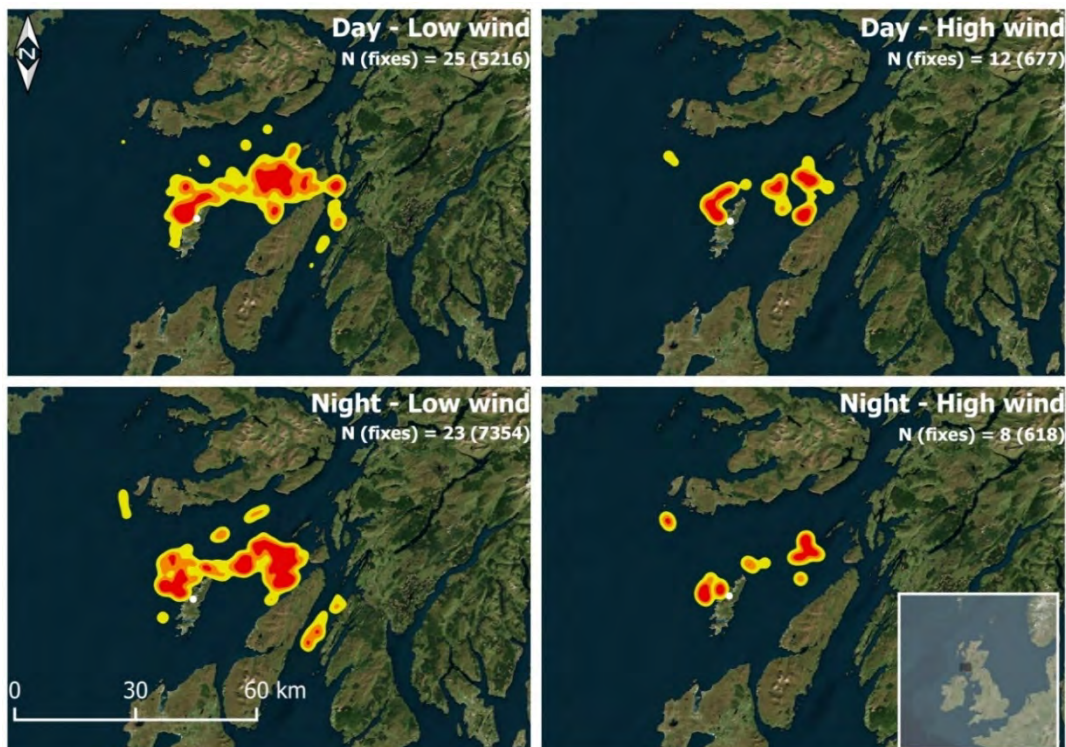 N
Day - Low wind
N (fixes) = 25 (5216)
Day - High wind
N (fixes) = 12 (677)
Night - Low wind
N (fixes) = 23 (7354)
Night - High wind
N (fixes) = 8 (618)
0 30 60 km